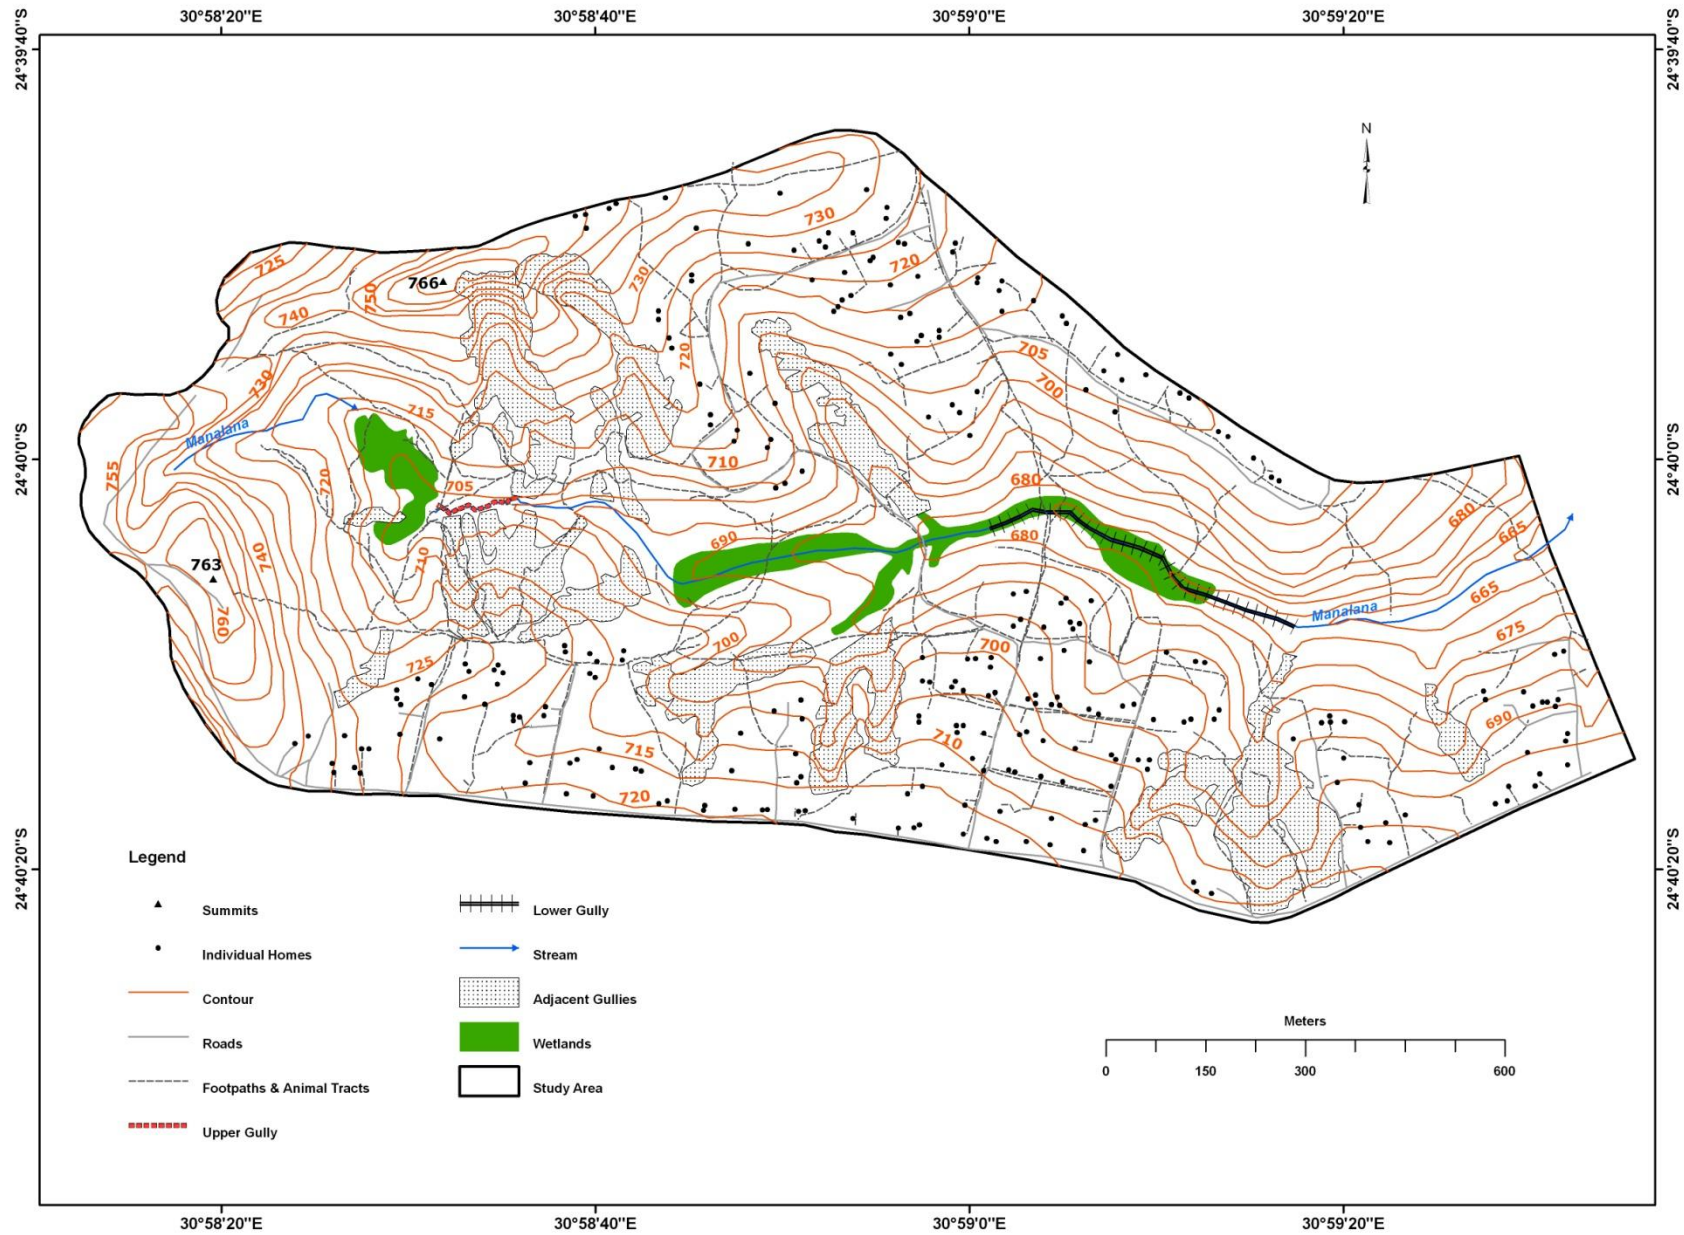 30°58'20"E 30°58'40"E 30°59'0"E 30°59'20"E
24°39'40"S 24°39'40"S
N
730
725
766
750
730
720
740
705
720
700
730
715
Manalana
24°40'0"S 24°40'0"S
710
755
720
705
680
680
665
690
680
740
710
763
665
Manalana
760
675
700
700
725
690
710
715
720
24°40'20"S 24°40'20"S
Legend
Summits
Lower Gully
Individual Homes
Stream
Contour
Adjacent Gullies
Roads
Wetlands
Footpaths & Animal Tracts
Study Area
Upper Gully
Meters
0 150 300 600
30°58'20"E 30°58'40"E 30°59'0"E 30°59'20"E